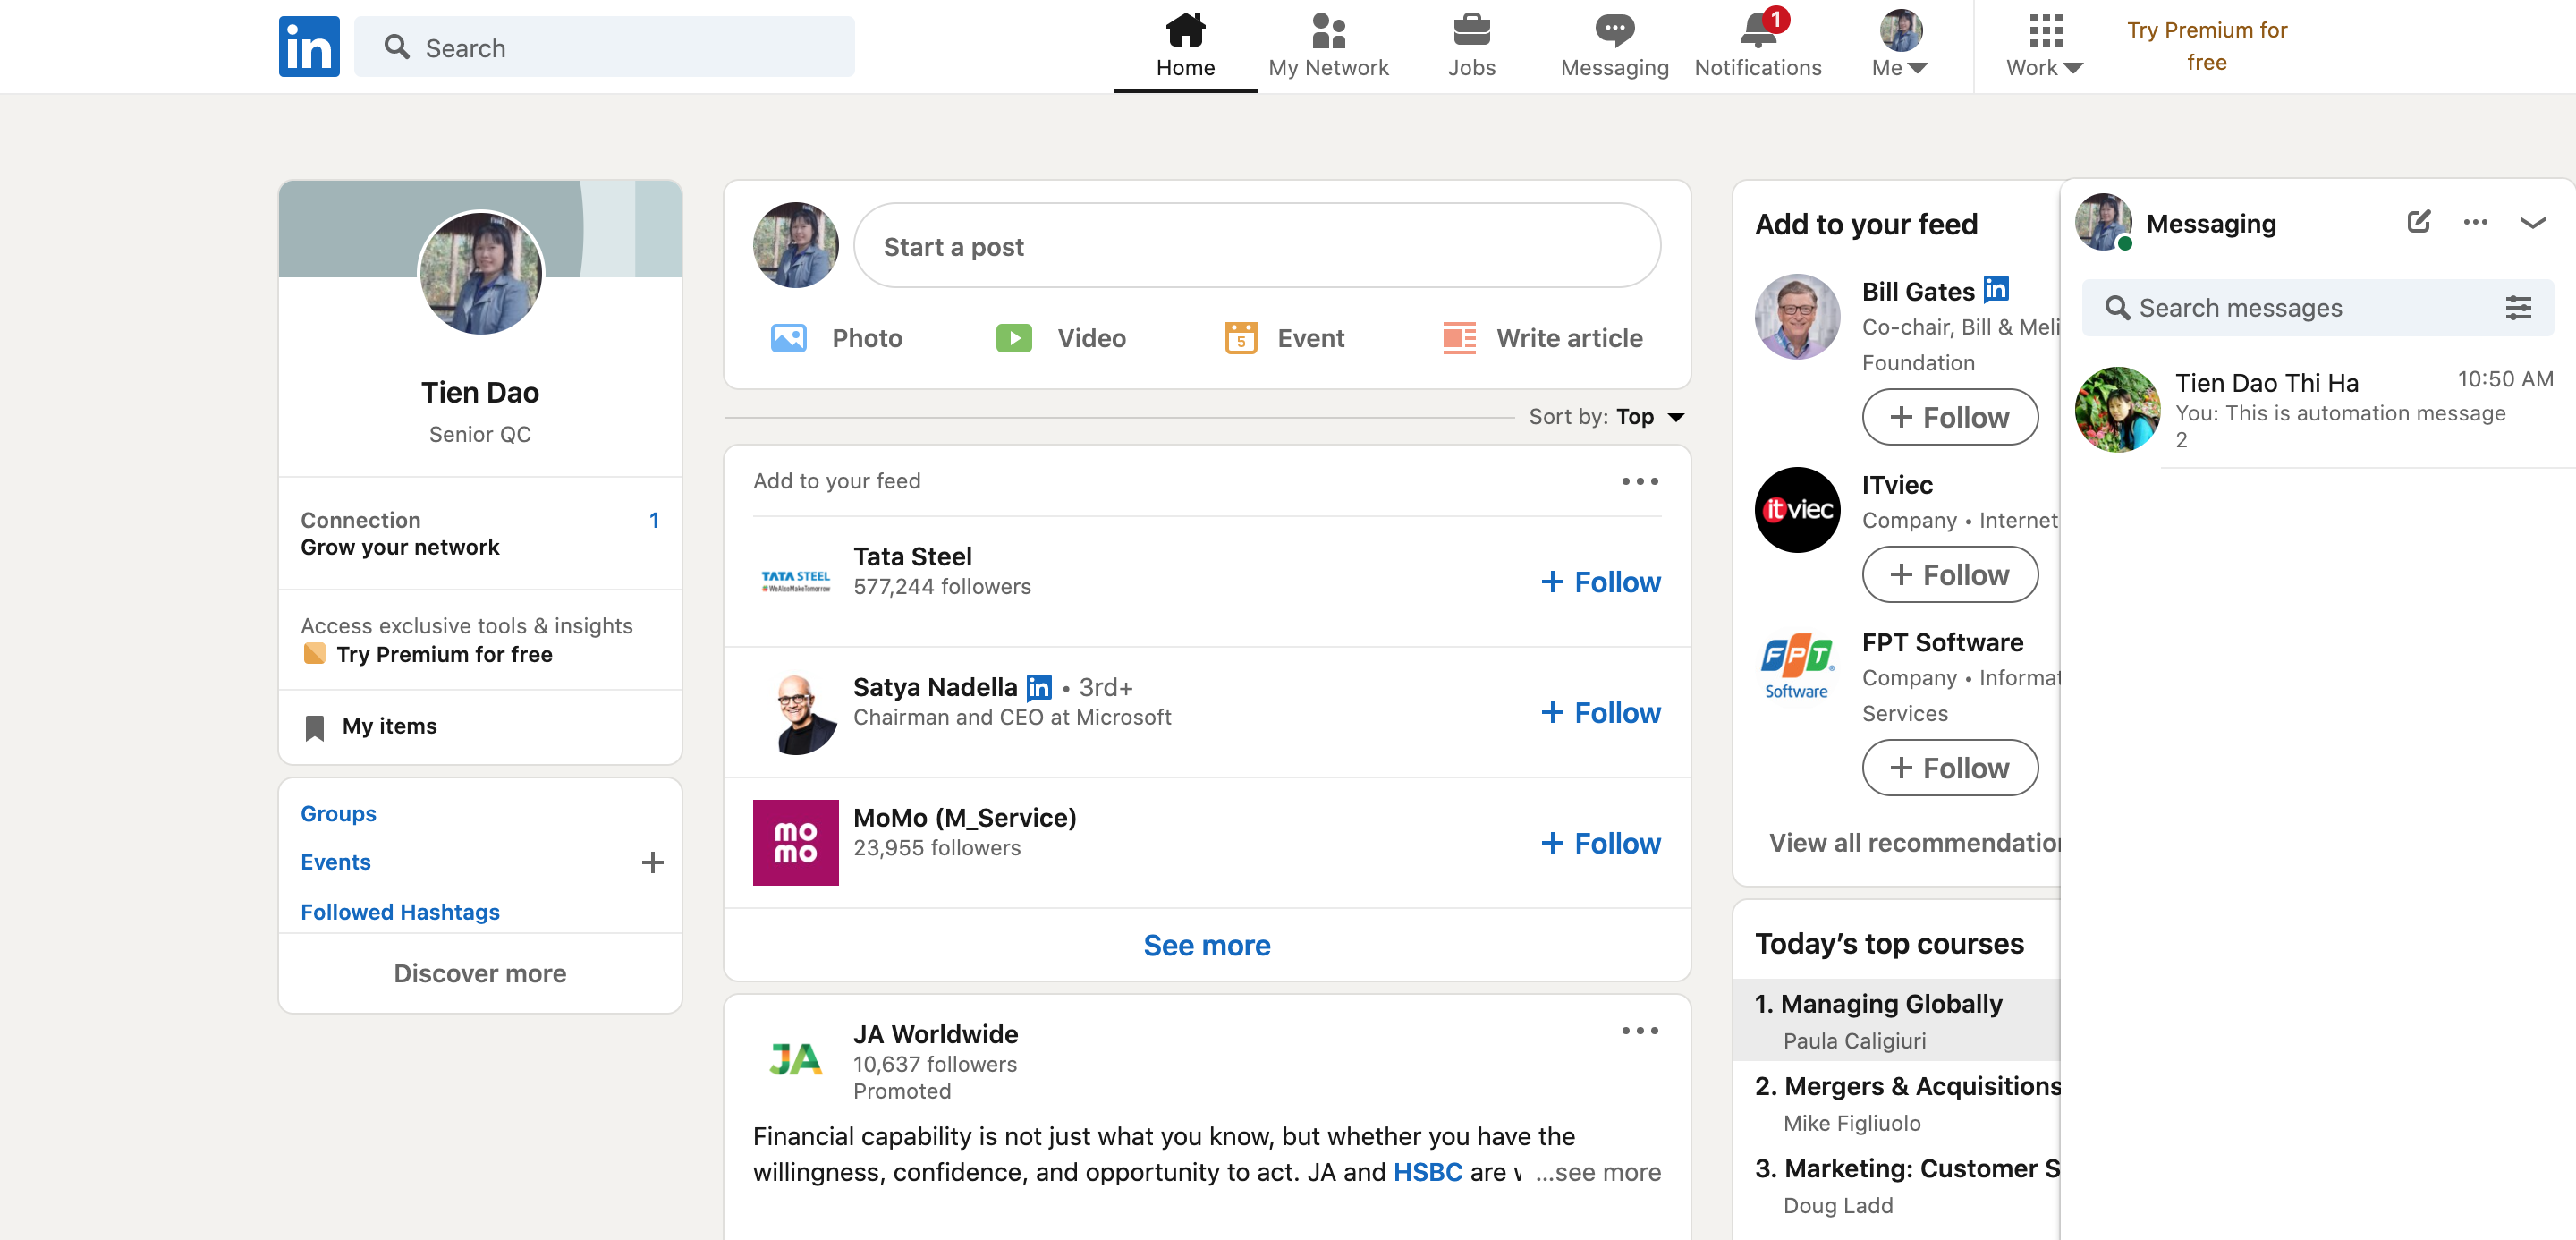 in
Search
Home
My Network
Jobs
Messaging
1
Notifications
Me
Work
Try Premium for
free
Tien Dao
Senior QC
Connection 1
Grow your network
Access exclusive tools & insights
Try Premium for free
My items
Groups
Events
Followed Hashtags
Discover more
Start a post
Photo
Video
5
Event
Write article
Sort by: Top
Add to your feed
TATA STEEL
#WeAlsoMakeTomorrow
Tata Steel
577,244 followers
+ Follow
Satya Nadella in • 3rd+
Chairman and CEO at Microsoft
+ Follow
MO
MO
MoMo (M_Service)
23,955 followers
+ Follow
See more
JA
JA Worldwide
10,637 followers
Promoted
Financial capability is not just what you know, but whether you have the
willingness, confidence, and opportunity to act. JA and HSBC are ...see more
Add to your feed
Bill Gates in
Co-chair, Bill & Meli
Foundation
+ Follow
it viec
ITviec
Company • Internet
+ Follow
FPT
Software
FPT Software
Company • Informat
Services
+ Follow
View all recommendation
Today's top courses
1. Managing Globally
Paula Caligiuri
2. Mergers & Acquisitions
Mike Figliuolo
3. Marketing: Customer S
Doug Ladd
Messaging
Search messages
Tien Dao Thi Ha 10:50 AM
You: This is automation message
2